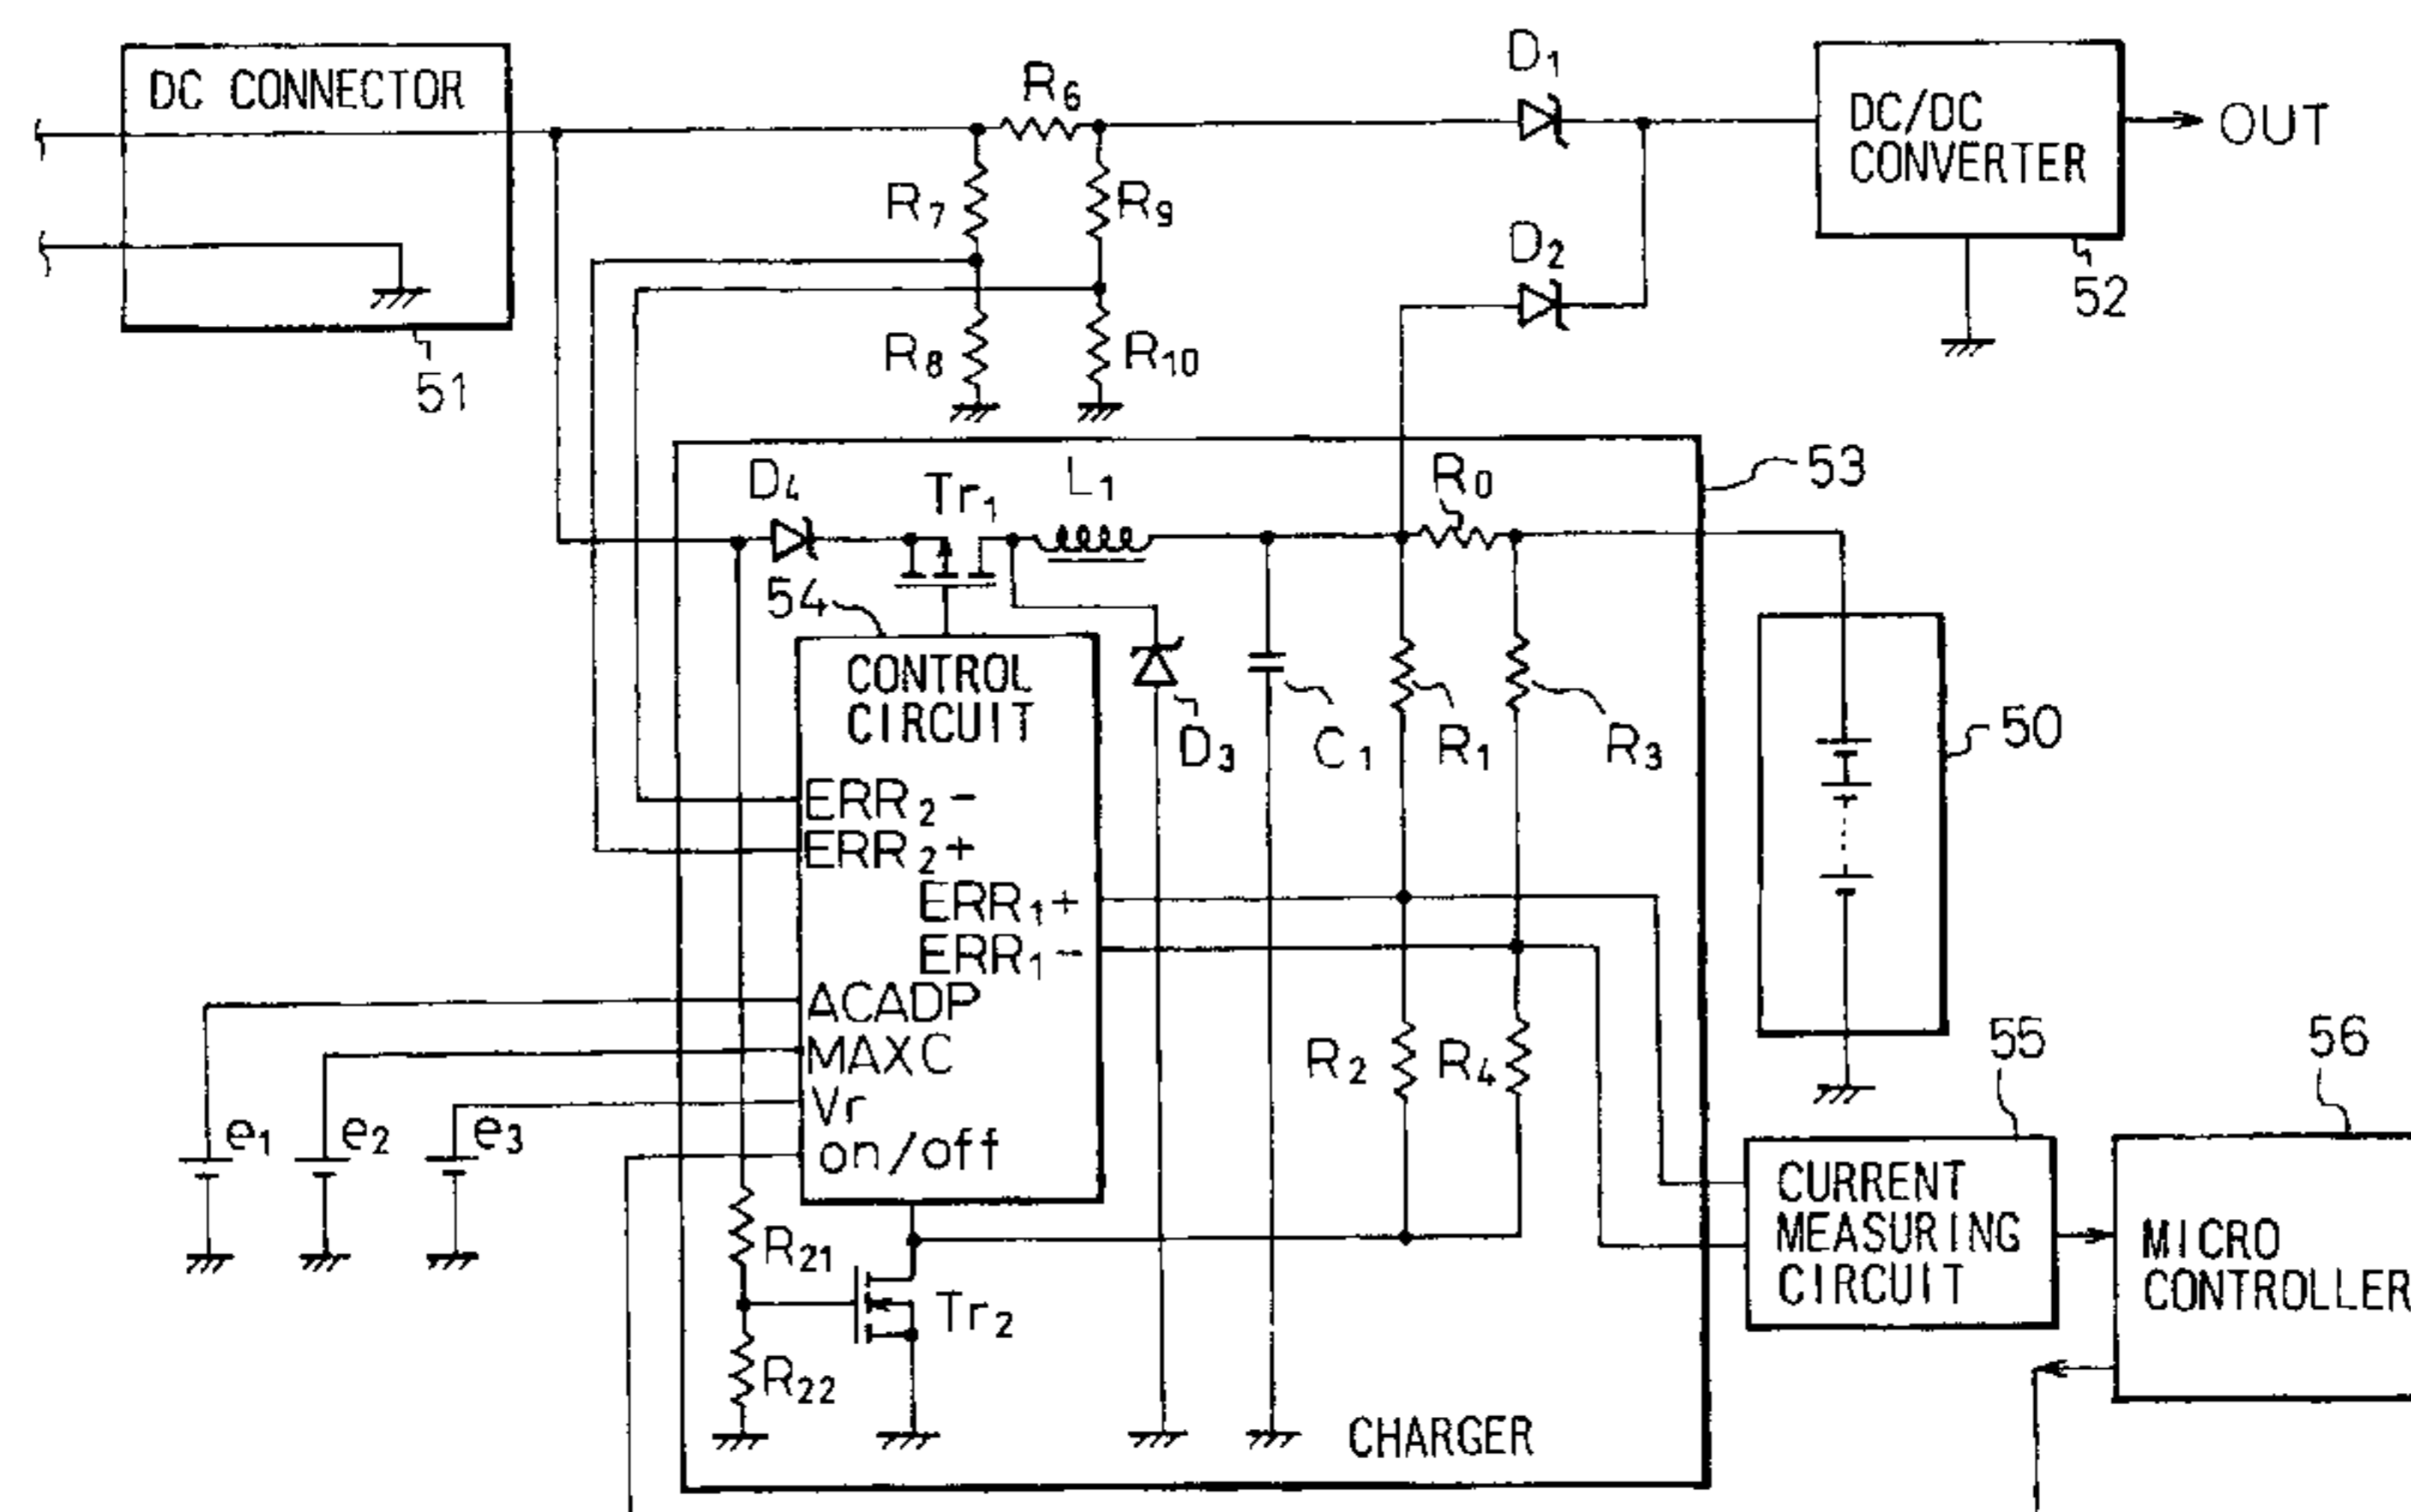 DC CONNECTOR
51
R6
R7
R9
R8
R10
D1
D2
DC/DC
CONVERTER
OUT
52
53
D4
Tr1
L1
R0
54
CONTROL
CIRCUIT
ERR2-
ERR2+
ERR1+
ERR1-
ACADP
MAXC
Vr
on/off
D3
C1
R1
R3
R2
R4
50
e1
e2
e3
R21
R22
Tr2
CHARGER
55
CURRENT
MEASURING
CIRCUIT
56
MICRO
CONTROLLER